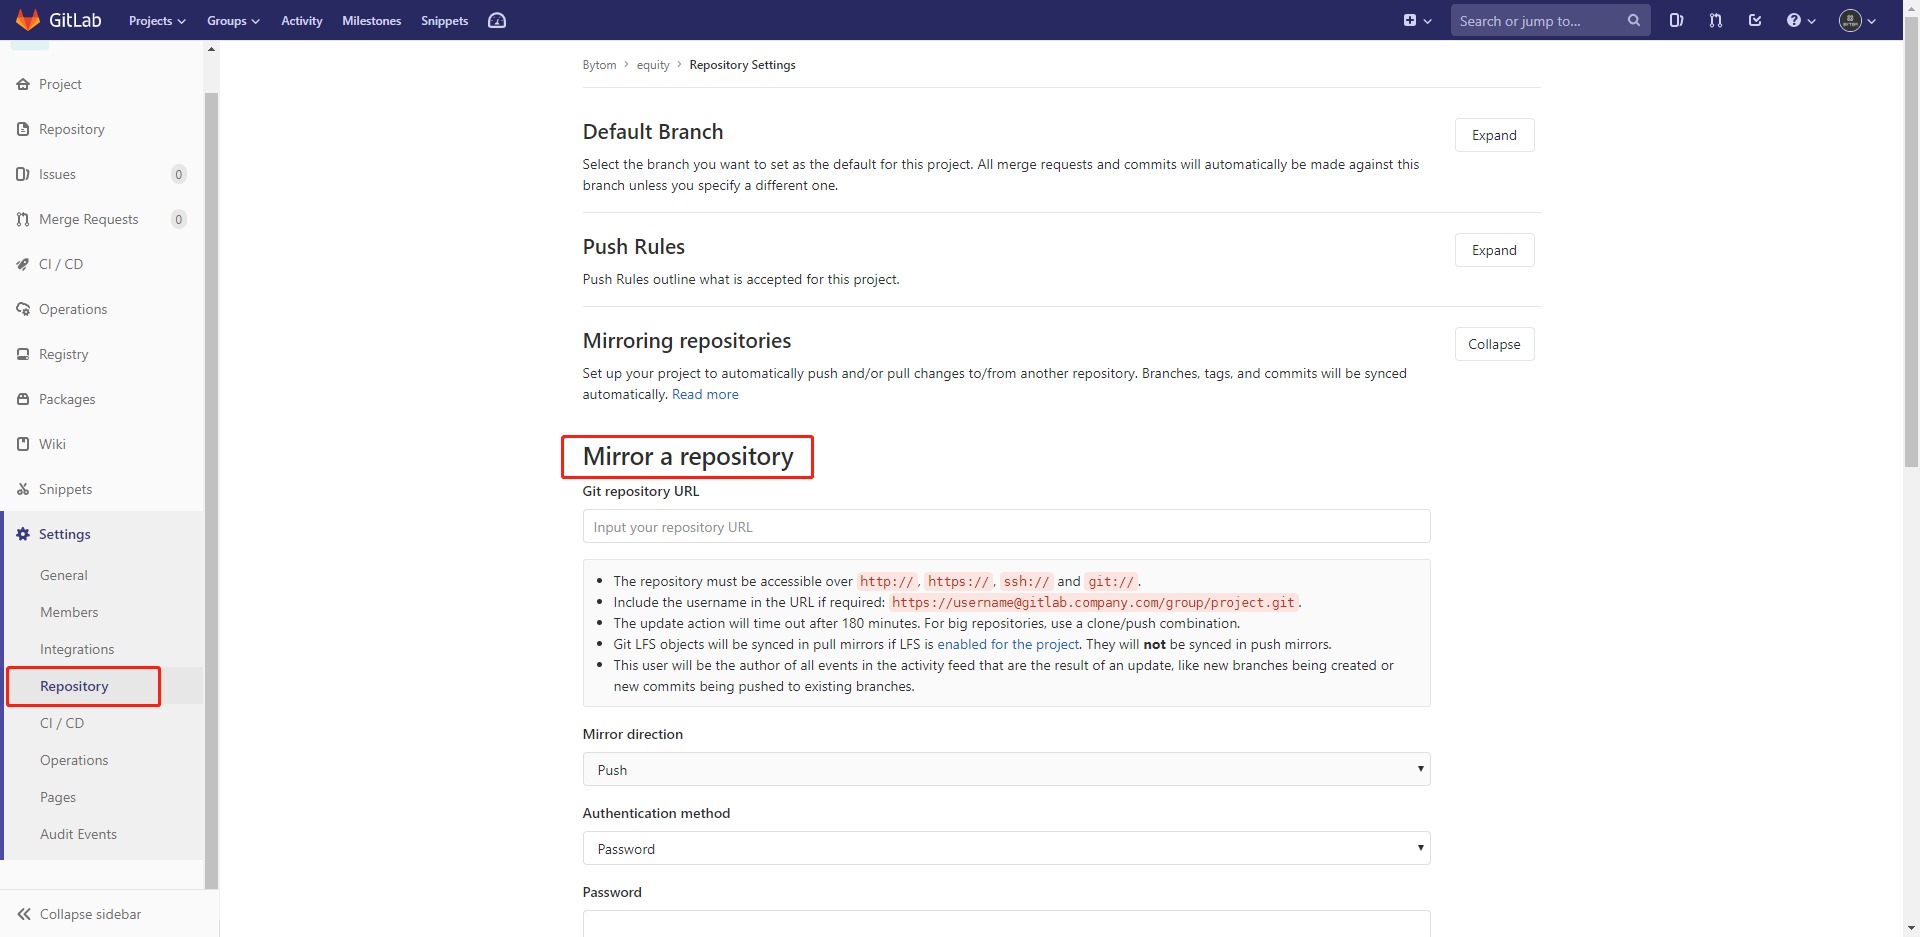 GitLab Projects Groups Activity Milestones Snippets Search or jump to...
Project
Repository
Issues 0
Merge Requests 0
CI / CD
Operations
Registry
Packages
Wiki
Snippets
Settings
General
Members
Integrations
Repository
CI / CD
Operations
Pages
Audit Events
Collapse sidebar
Bytom > equity > Repository Settings
Default Branch
Expand
Select the branch you want to set as the default for this project. All merge requests and commits will automatically be made against this
branch unless you specify a different one.
Push Rules
Expand
Push Rules outline what is accepted for this project.
Mirroring repositories
Collapse
Set up your project to automatically push and/or pull changes to/from another repository. Branches, tags, and commits will be synced
automatically. Read more
Mirror a repository
Git repository URL
Input your repository URL
• The repository must be accessible over http://, https://, ssh:// and git://.
• Include the username in the URL if required: https://username@gitlab.company.com/group/project.git.
• The update action will time out after 180 minutes. For big repositories, use a clone/push combination.
• Git LFS objects will be synced in pull mirrors if LFS is enabled for the project. They will not be synced in push mirrors.
• This user will be the author of all events in the activity feed that are the result of an update, like new branches being created or
new commits being pushed to existing branches.
Mirror direction
Push
Authentication method
Password
Password